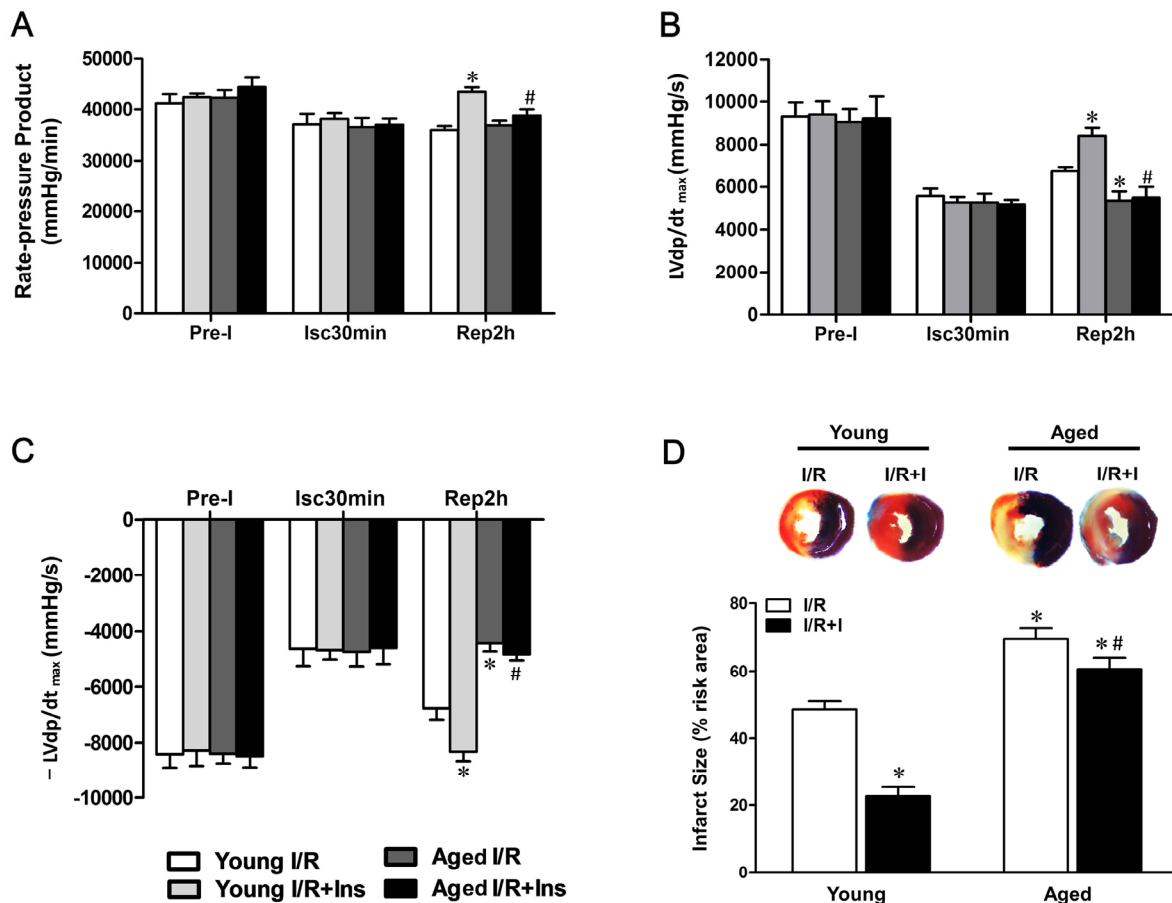 A
Rate-pressure Product
(mmHg/min)
50000
40000
30000
20000
10000
0
*
#
Pre-I Isc30min Rep2h
B
LVdp/dt max (mmHg/s)
12000
10000
8000
6000
4000
2000
0
*
*
#
Pre-I Isc30min Rep2h
C
Pre-I Isc30min Rep2h
– LVdp/dt max (mmHg/s)
0
-2000
-4000
-6000
-8000
-10000
*
*
#
Young I/R Aged I/R
Young I/R+Ins Aged I/R+Ins
D
Young Aged
I/R I/R+I I/R I/R+I
Infarct Size (% risk area)
80
60
40
20
0
I/R
I/R+I
*
*
* #
Young Aged